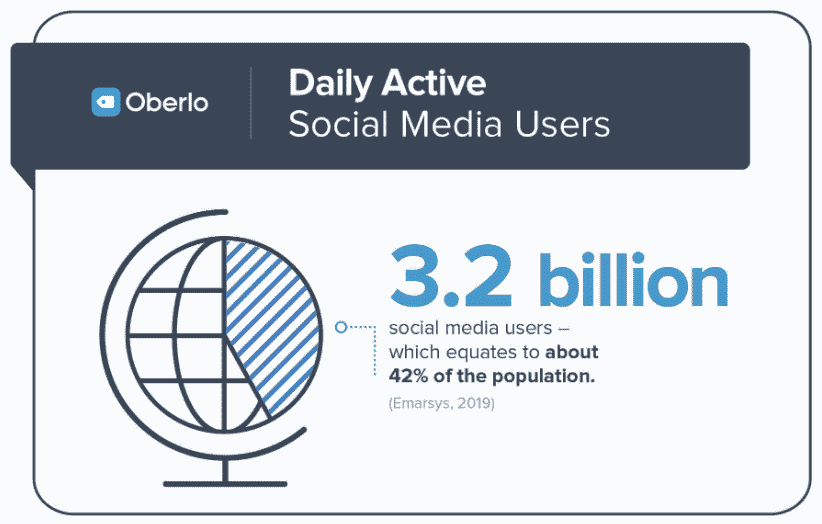 Oberlo
Daily Active
Social Media Users
3.2 billion
social media users –
which equates to about
42% of the population.
(Emarsys, 2019)